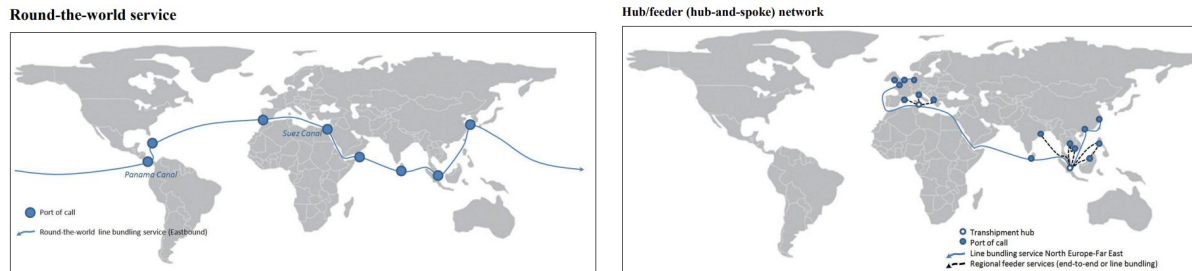 Round-the-world service
Suez Canal
Panama Canal
Port of call
Round-the-world line bundling service (Eastbound)
Hub/feeder (hub-and-spoke) network
Transhipment hub
Port of call
Line bundling service North Europe-Far East
Regional feeder services (end-to-end or line bundling)